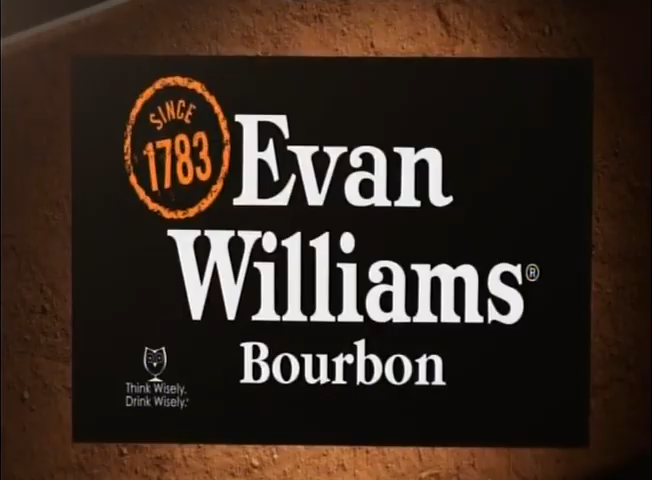 SINCE
1783
Evan
Williams®
Bourbon
Think Wisely.
Drink Wisely.